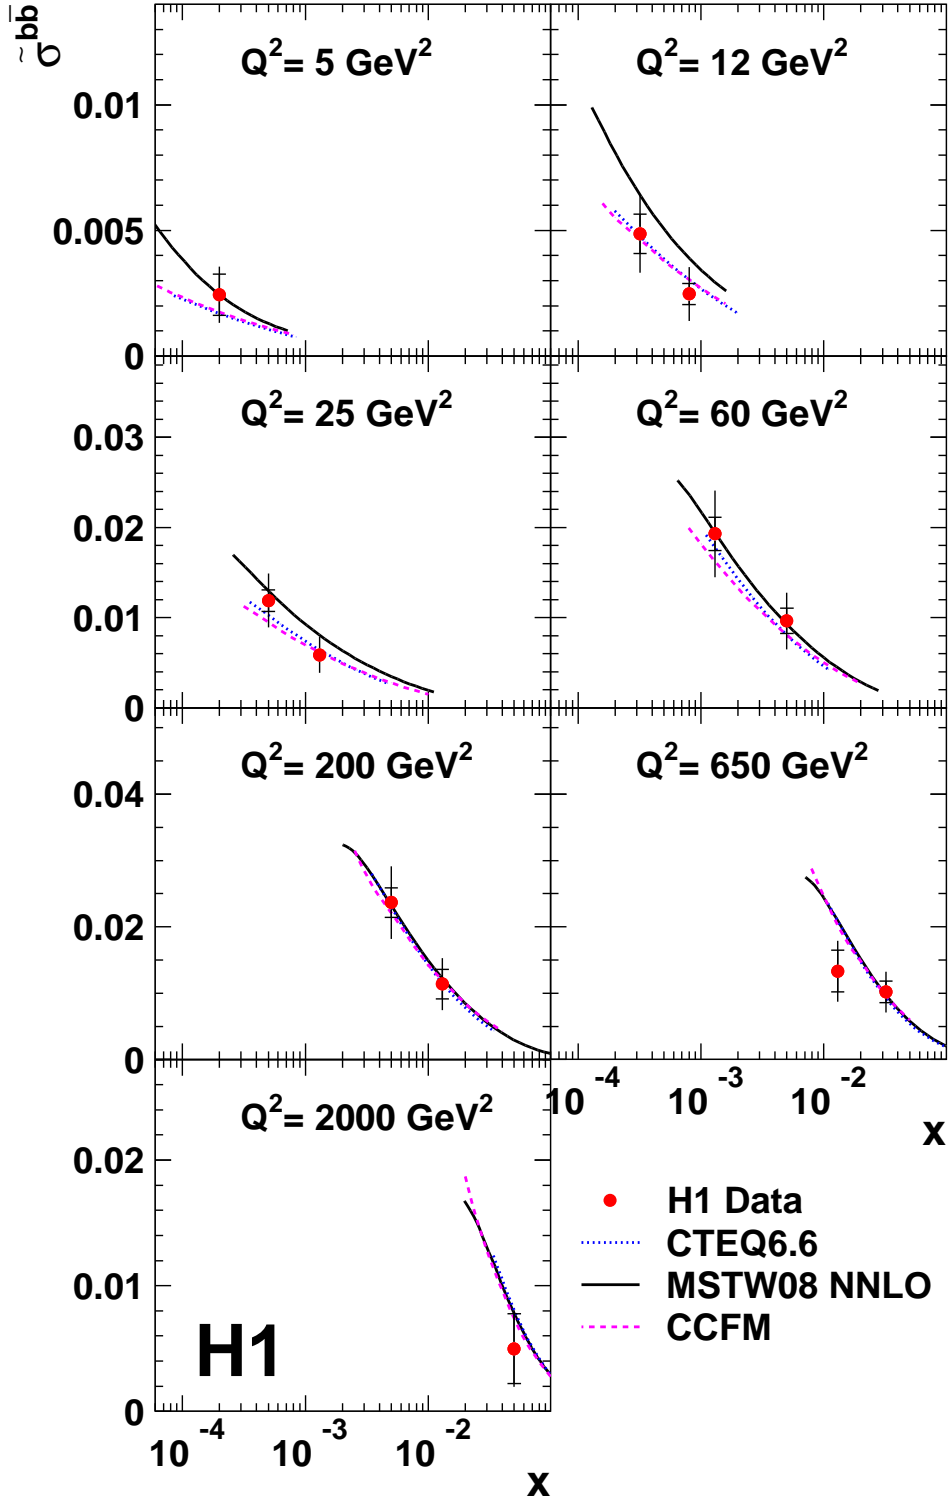 σ̃^{bb̄}
Q²= 5 GeV²
Q²= 12 GeV²
0.01
0.005
0
Q²= 25 GeV²
Q²= 60 GeV²
0.03
0.02
0.01
0
Q²= 200 GeV²
Q²= 650 GeV²
0.04
0.02
0
10⁻⁴ 10⁻³ 10⁻²
x
Q²= 2000 GeV²
0.02
0.01
0
H1
H1 Data
CTEQ6.6
MSTW08 NNLO
CCFM
10⁻⁴ 10⁻³ 10⁻²
x